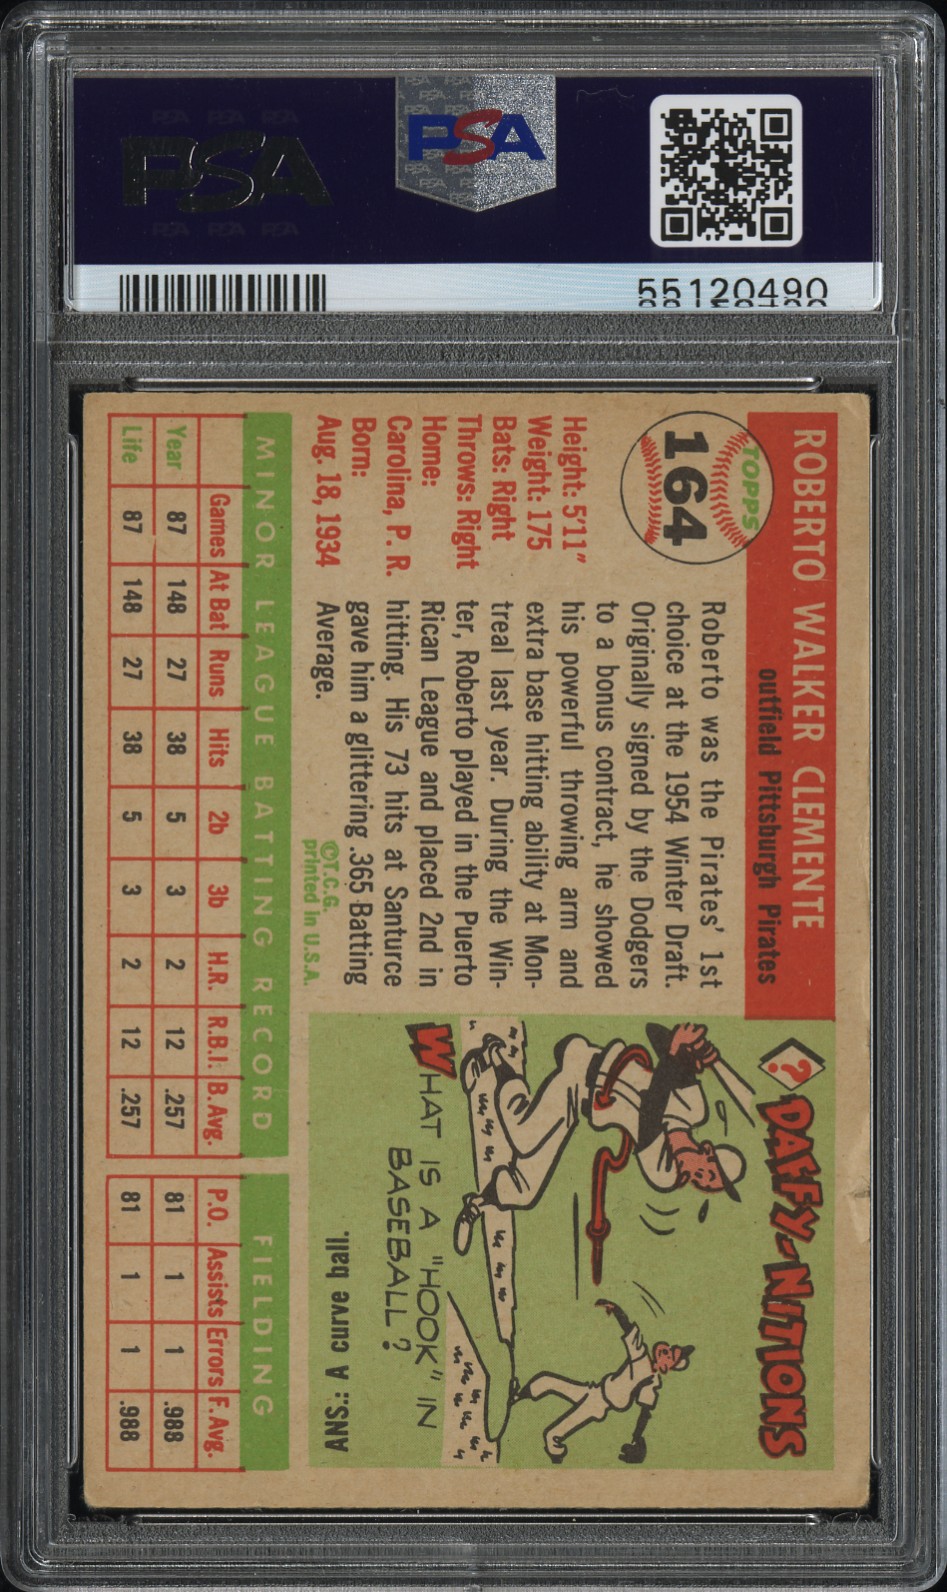 PSA
PSA
55120490
TOPPS
164
ROBERTO WALKER CLEMENTE
outfield Pittsburgh Pirates
Height: 5'11"
Weight: 175
Bats: Right
Throws: Right
Home:
Carolina, P. R.
Born:
Aug. 18, 1934
Roberto was the Pirates' 1st
choice at the 1954 Winter Draft.
Originally signed by the Dodgers
to a bonus contract, he showed
his powerful throwing arm and
extra base hitting ability at Mon-
treal last year. During the Win-
ter, Roberto played in the Puerto
Rican League and placed 2nd in
hitting. His 73 hits at Santurce
gave him a glittering .365 Batting
Average.
©T.C.G.
printed in U.S.A.
?
DAFFY-NITIONS
WHAT IS A "HOOK" IN
BASEBALL?
ANS.: A curve ball.
MINOR LEAGUE BATTING RECORD FIELDING
Games At Bat Runs Hits 2b 3b H.R. R.B.I. B.Avg. P.O. Assists Errors F. Avg.
Year 87 148 27 38 5 3 2 12 .257 81 1 1 .988
Life 87 148 27 38 5 3 2 12 .257 81 1 1 .988